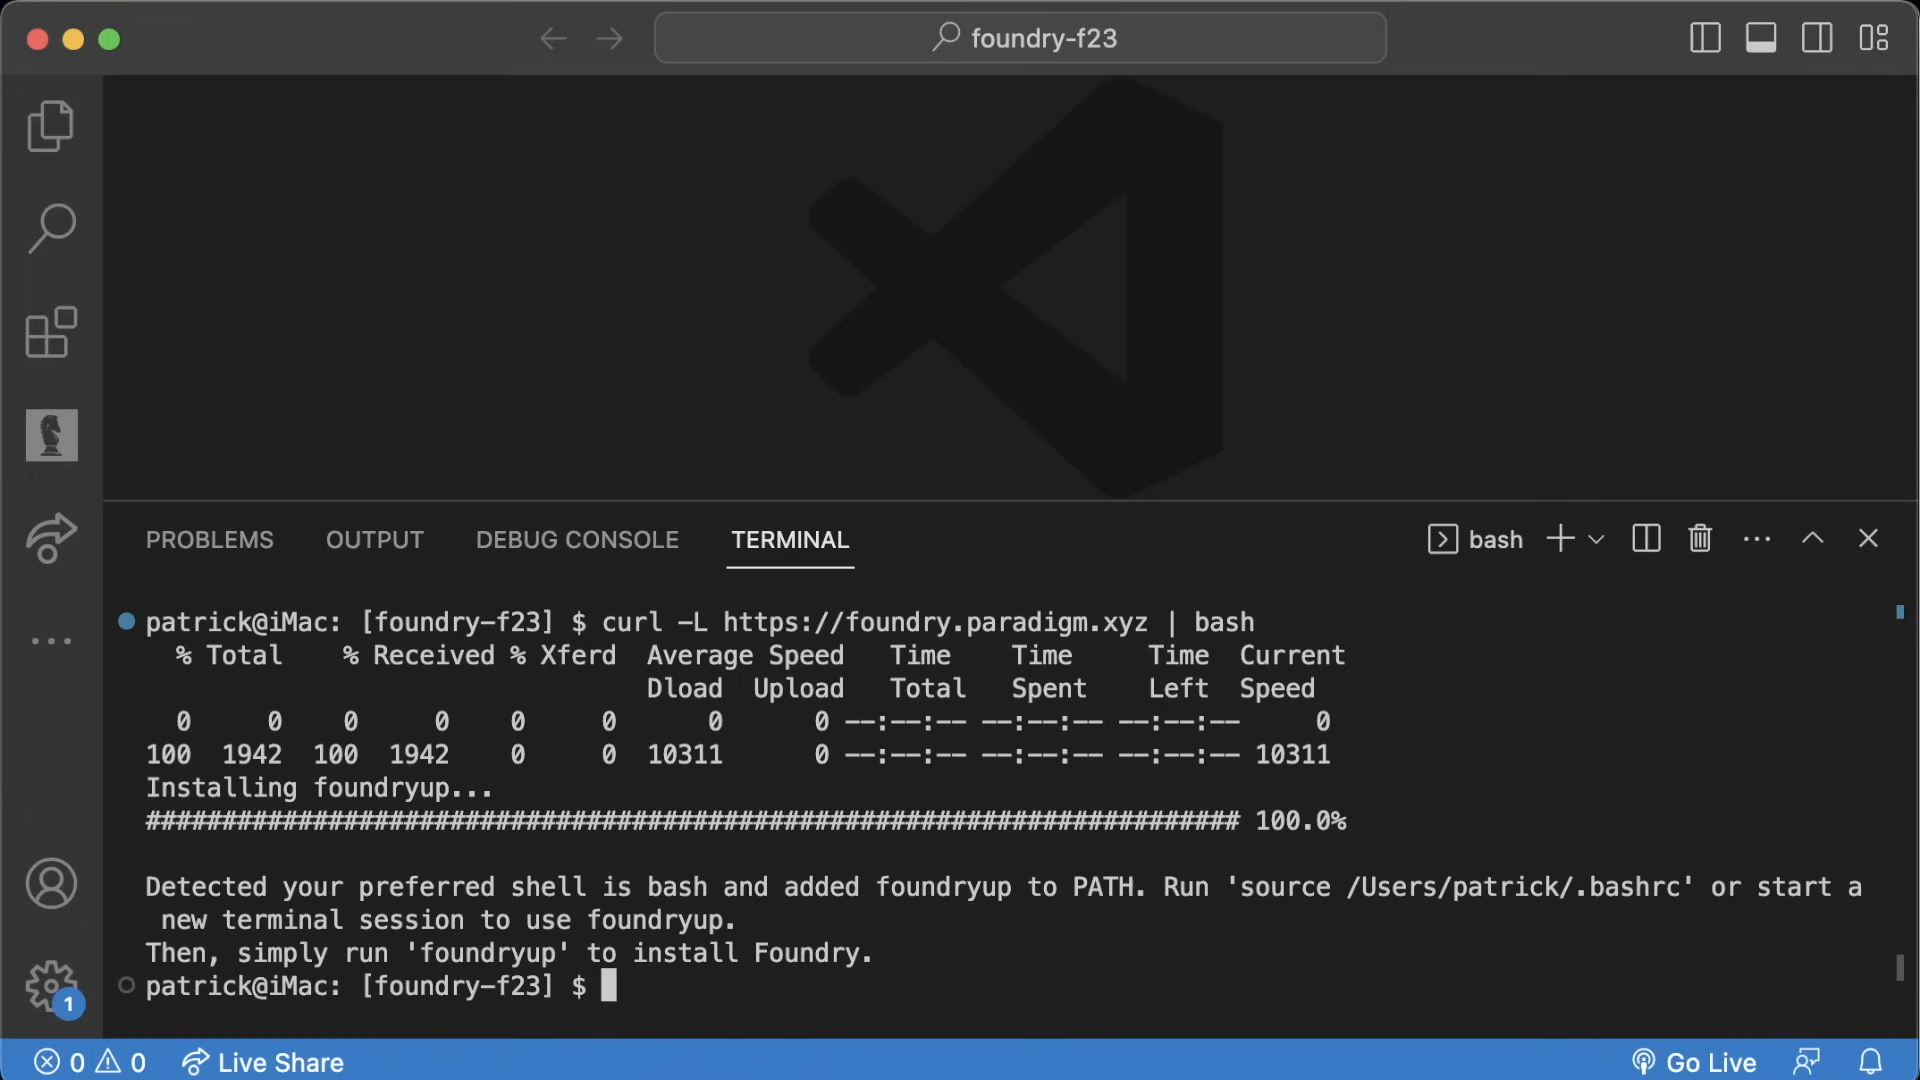 foundry-f23
PROBLEMS OUTPUT DEBUG CONSOLE TERMINAL bash
patrick@iMac: [foundry-f23] $ curl -L https://foundry.paradigm.xyz | bash
% Total % Received % Xferd Average Speed Time Time Time Current
Dload Upload Total Spent Left Speed
0 0 0 0 0 0 0 0 --:--:-- --:--:-- --:--:-- 0
100 1942 100 1942 0 0 10311 0 --:--:-- --:--:-- --:--:-- 10311
Installing foundryup...
######################################################################## 100.0%
Detected your preferred shell is bash and added foundryup to PATH. Run 'source /Users/patrick/.bashrc' or start a
new terminal session to use foundryup.
Then, simply run 'foundryup' to install Foundry.
patrick@iMac: [foundry-f23] $
1
0 0 Live Share Go Live